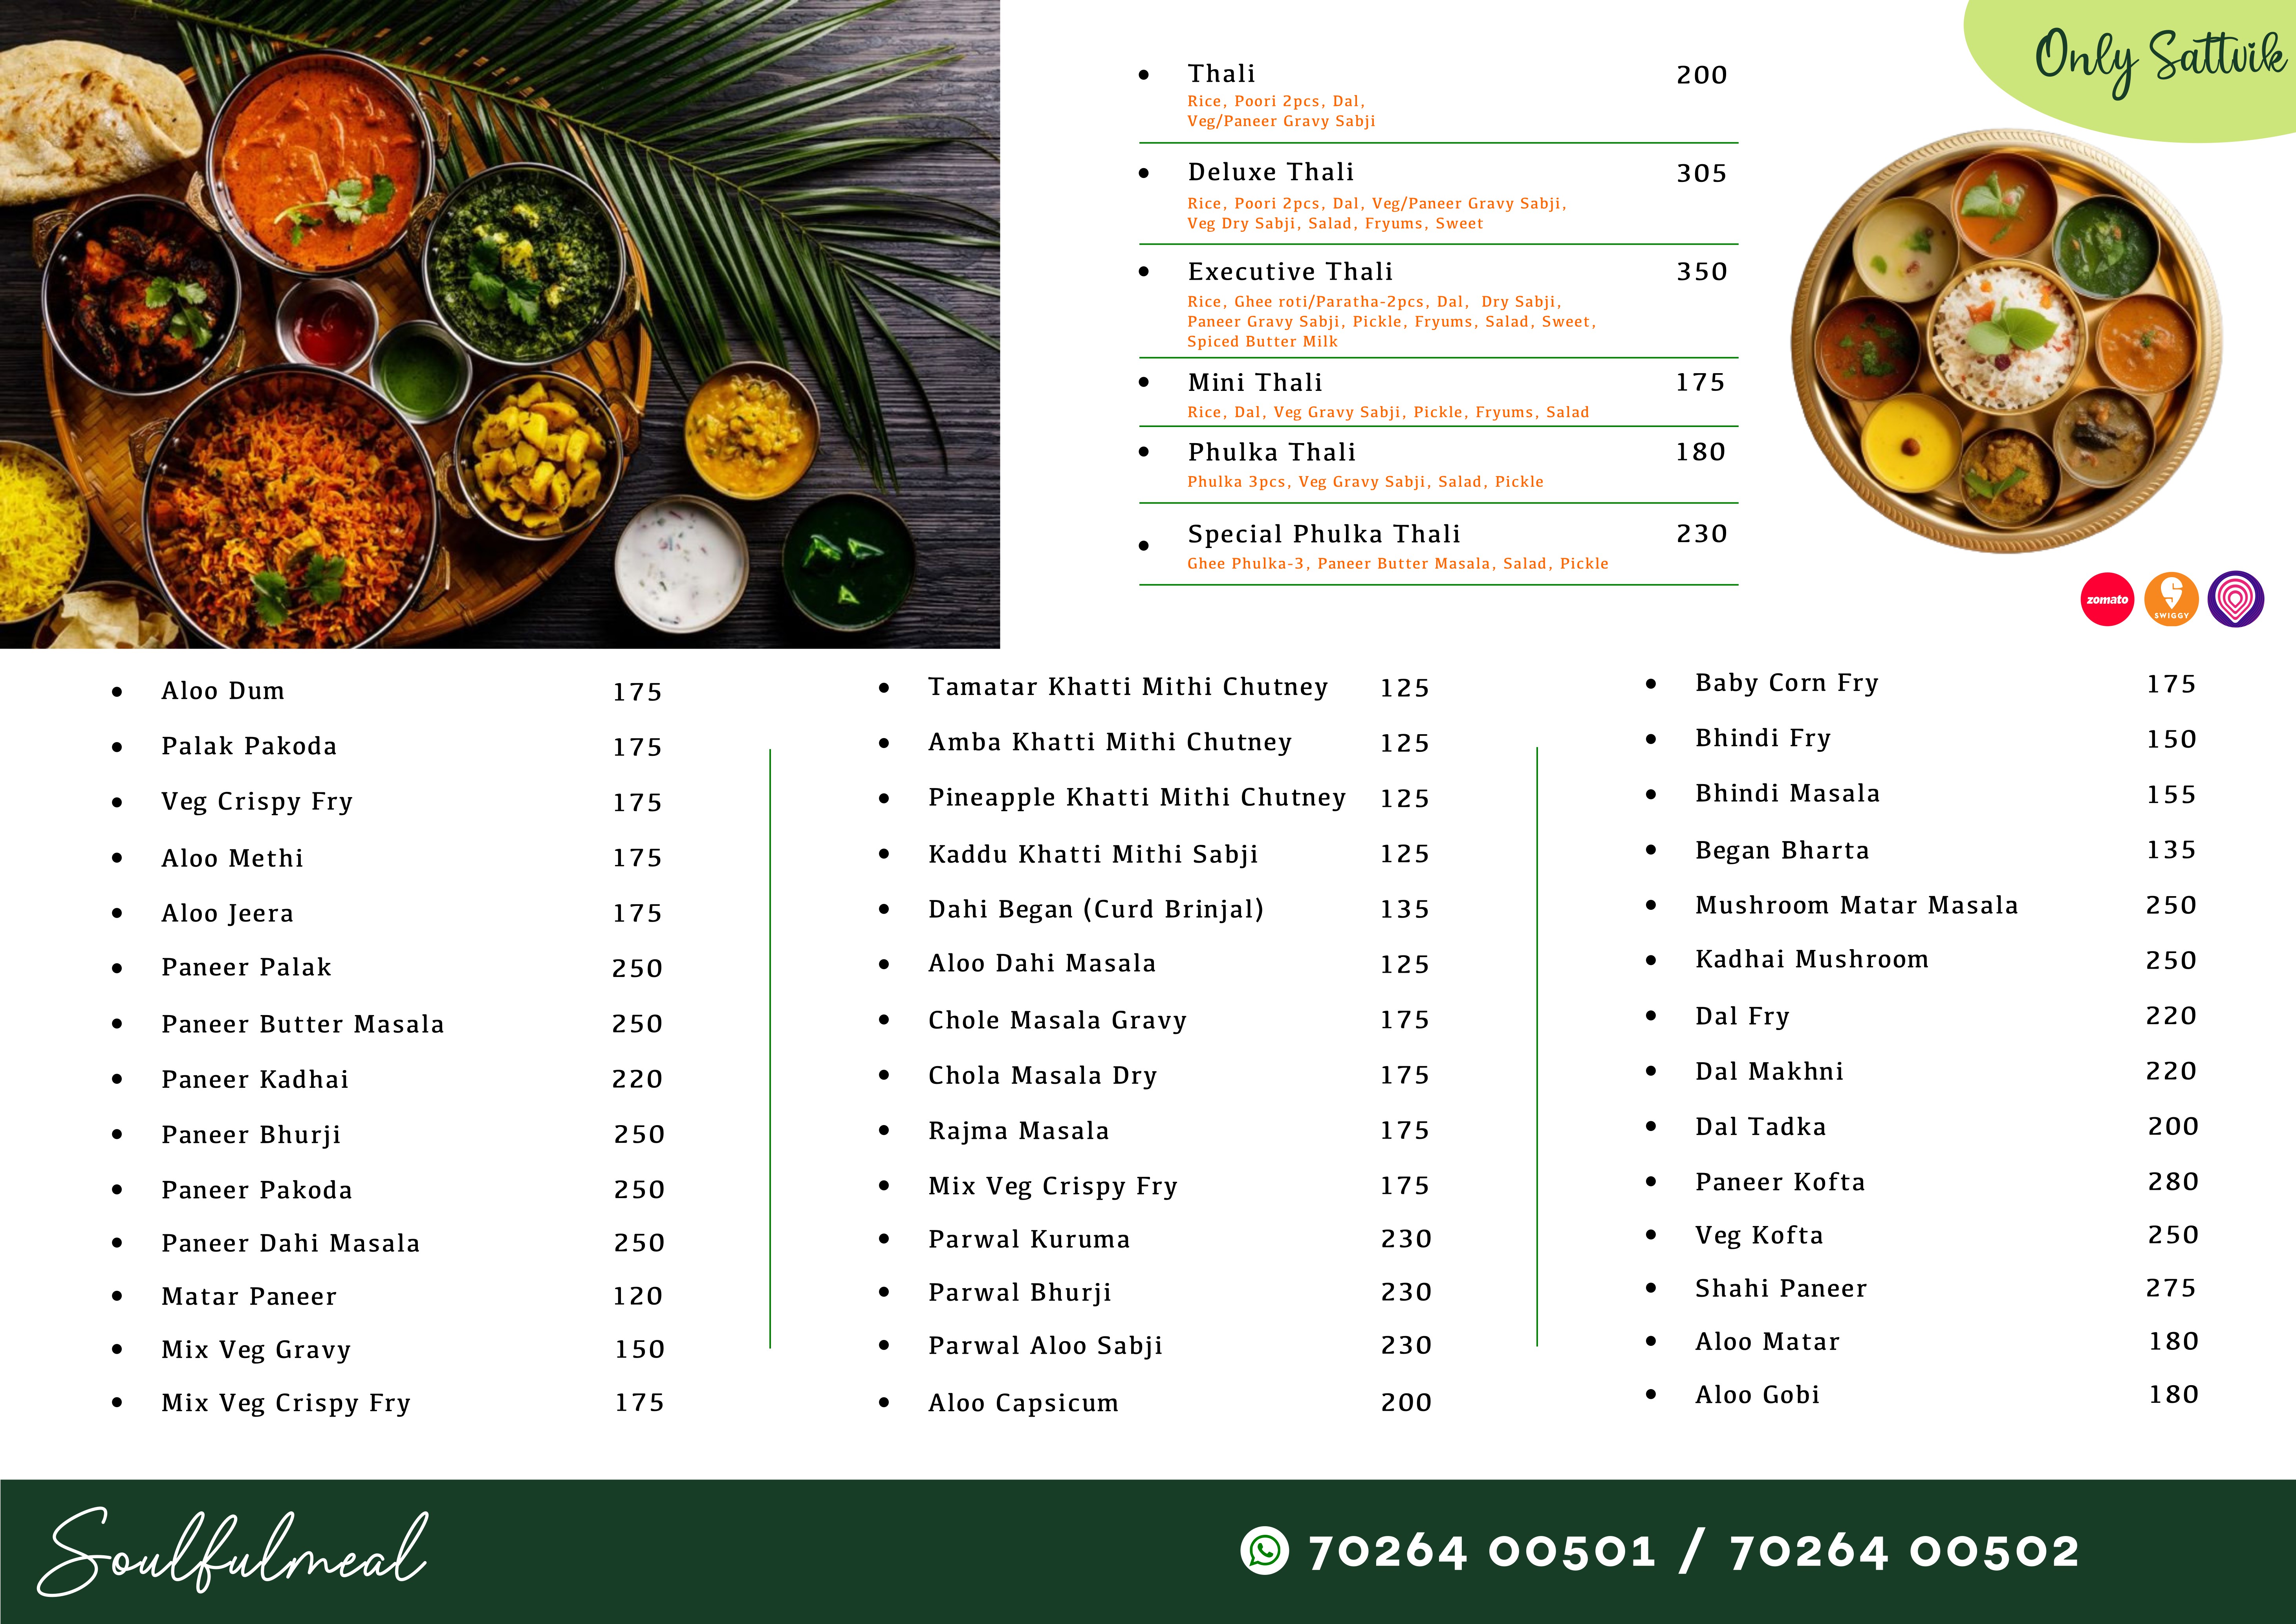 Only Sattvik
Thali 200
Rice, Poori 2pcs, Dal,
Veg/Paneer Gravy Sabji
Deluxe Thali 305
Rice, Poori 2pcs, Dal, Veg/Paneer Gravy Sabji,
Veg Dry Sabji, Salad, Fryums, Sweet
Executive Thali 350
Rice, Ghee roti/Paratha-2pcs, Dal, Dry Sabji,
Paneer Gravy Sabji, Pickle, Fryums, Salad, Sweet,
Spiced Butter Milk
Mini Thali 175
Rice, Dal, Veg Gravy Sabji, Pickle, Fryums, Salad
Phulka Thali 180
Phulka 3pcs, Veg Gravy Sabji, Salad, Pickle
Special Phulka Thali 230
Ghee Phulka-3, Paneer Butter Masala, Salad, Pickle
zomato
SWIGGY
Aloo Dum 175
Palak Pakoda 175
Veg Crispy Fry 175
Aloo Methi 175
Aloo Jeera 175
Paneer Palak 250
Paneer Butter Masala 250
Paneer Kadhai 220
Paneer Bhurji 250
Paneer Pakoda 250
Paneer Dahi Masala 250
Matar Paneer 120
Mix Veg Gravy 150
Mix Veg Crispy Fry 175
Tamatar Khatti Mithi Chutney 125
Amba Khatti Mithi Chutney 125
Pineapple Khatti Mithi Chutney 125
Kaddu Khatti Mithi Sabji 125
Dahi Began (Curd Brinjal) 135
Aloo Dahi Masala 125
Chole Masala Gravy 175
Chola Masala Dry 175
Rajma Masala 175
Mix Veg Crispy Fry 175
Parwal Kuruma 230
Parwal Bhurji 230
Parwal Aloo Sabji 230
Aloo Capsicum 200
Baby Corn Fry 175
Bhindi Fry 150
Bhindi Masala 155
Began Bharta 135
Mushroom Matar Masala 250
Kadhai Mushroom 250
Dal Fry 220
Dal Makhni 220
Dal Tadka 200
Paneer Kofta 280
Veg Kofta 250
Shahi Paneer 275
Aloo Matar 180
Aloo Gobi 180
Soulfulmeal
70264 00501 / 70264 00502